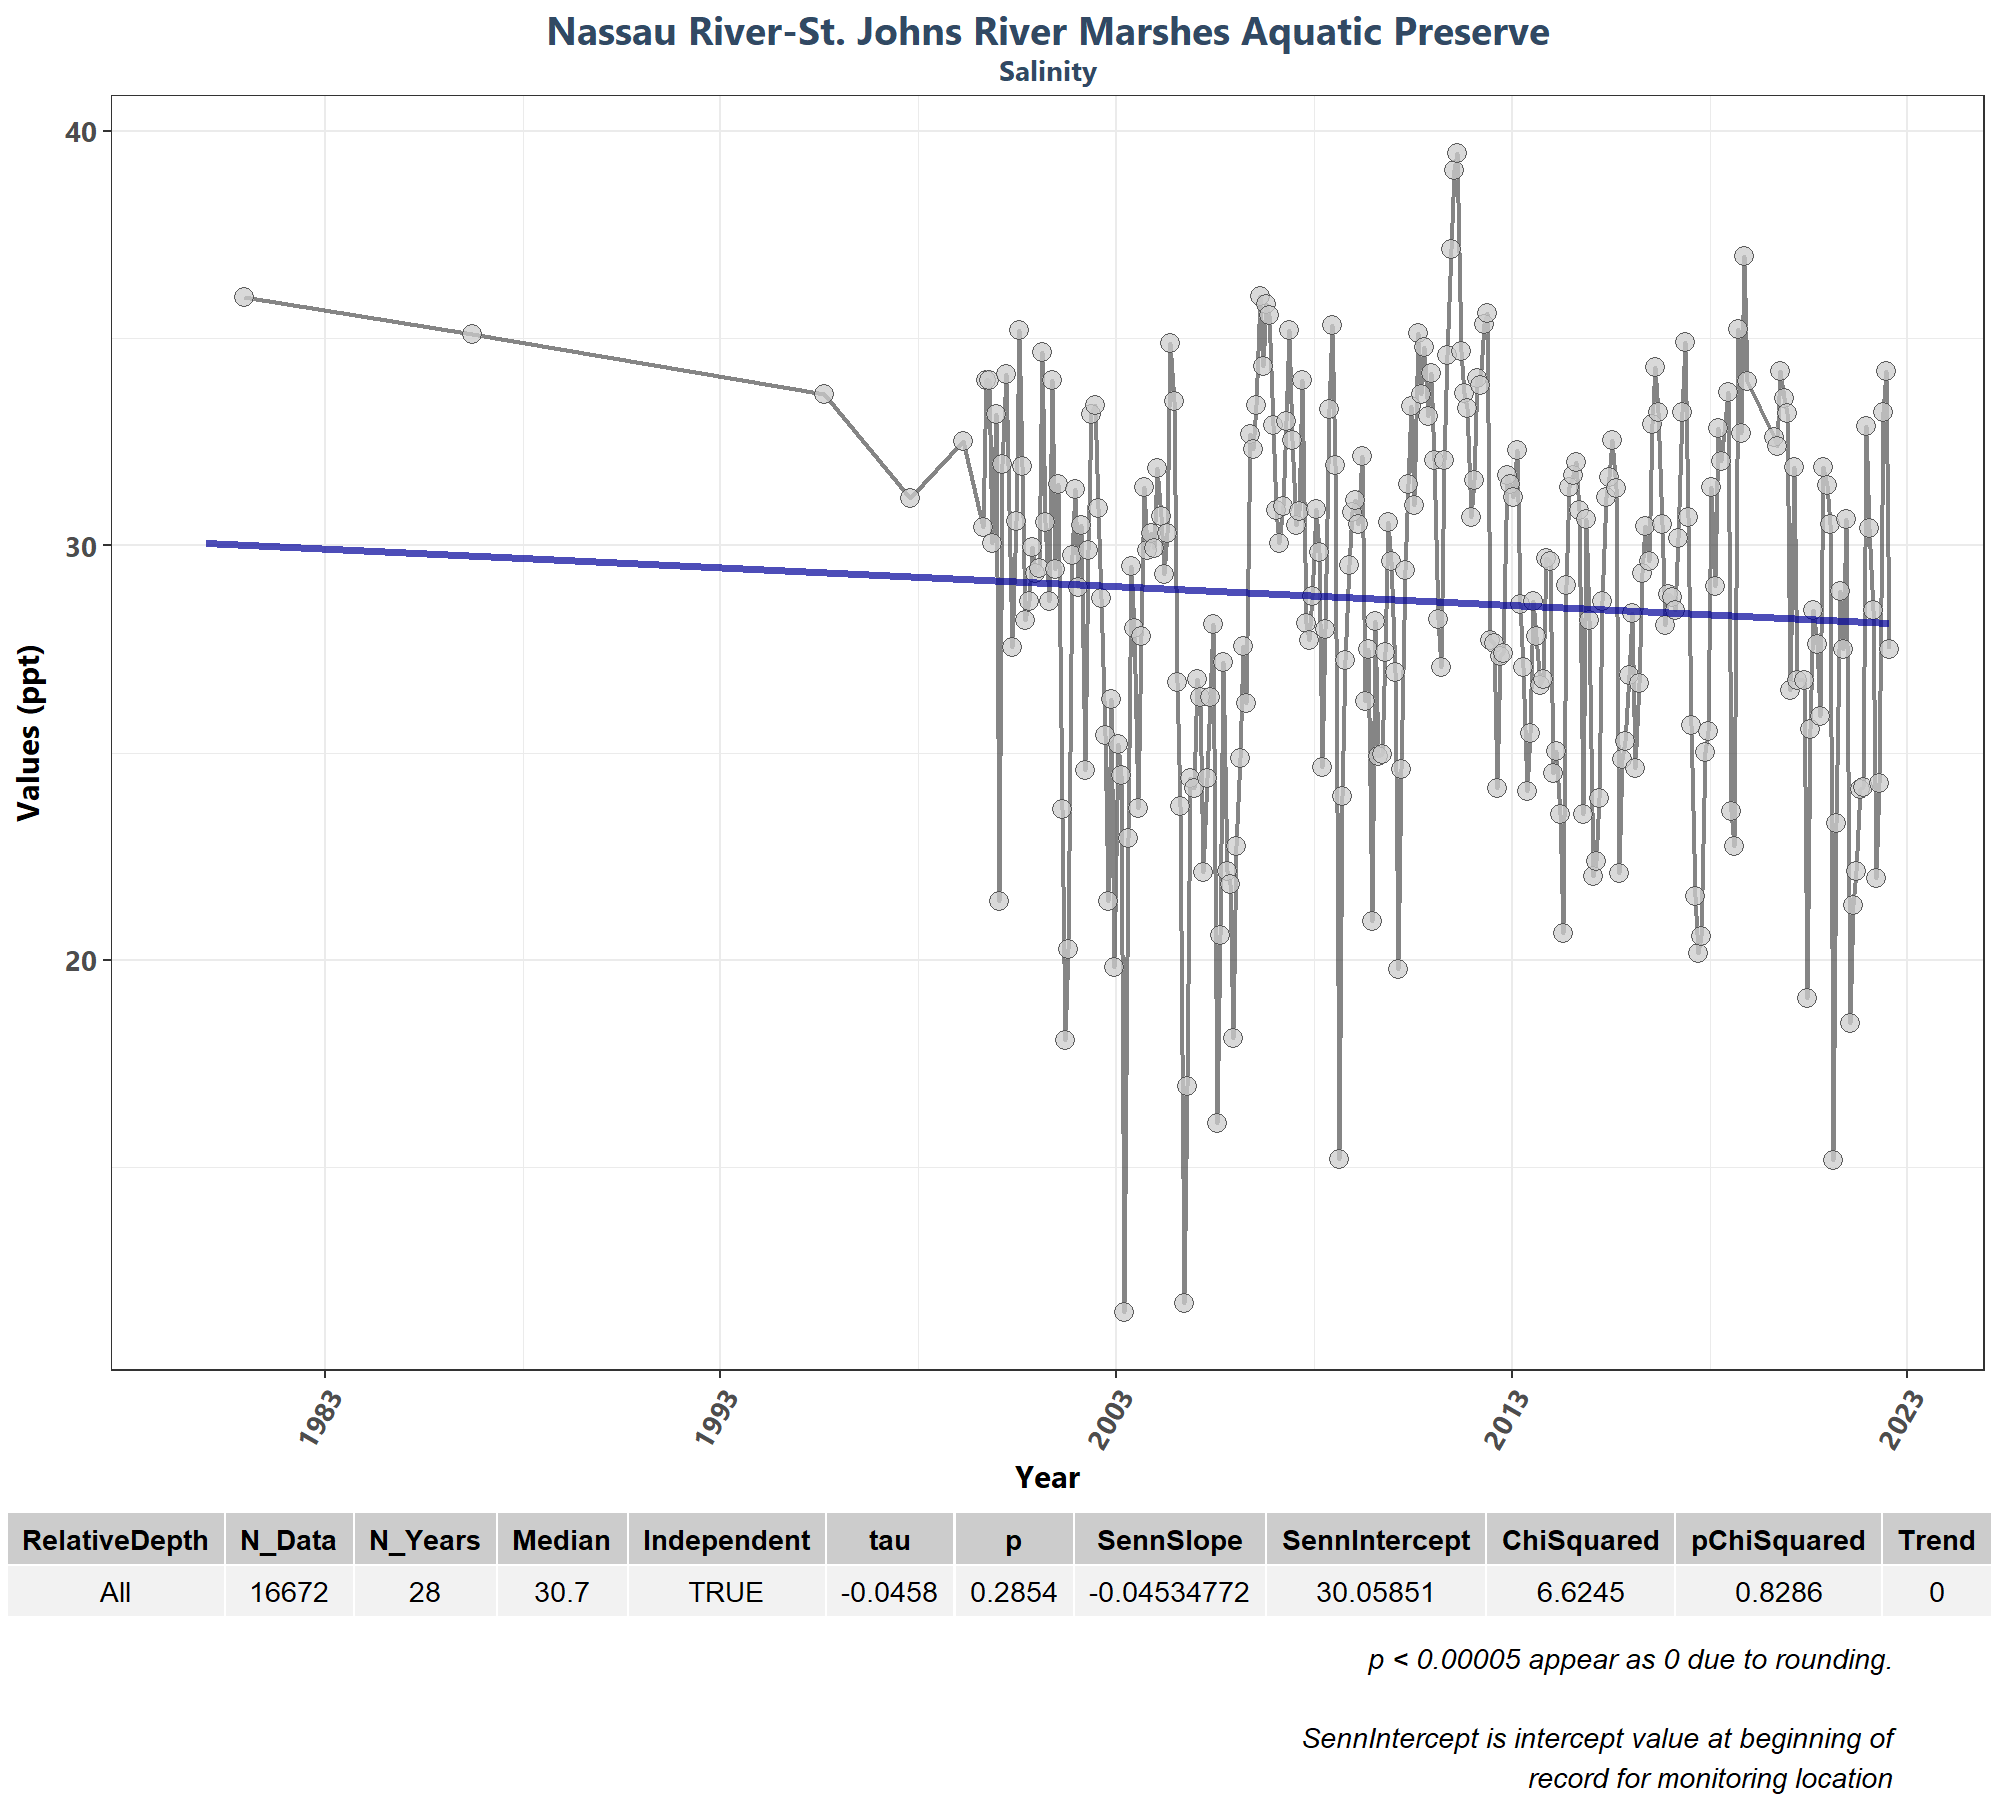 Nassau River-St. Johns River Marshes Aquatic Preserve
Salinity
40
30
20
Values (ppt)
1983
1993
2003
2013
2023
Year
RelativeDepth N_Data N_Years Median Independent tau p SennSlope SennIntercept ChiSquared pChiSquared Trend
All 16672 28 30.7 TRUE -0.0458 0.2854 -0.04534772 30.05851 6.6245 0.8286 0
p < 0.00005 appear as 0 due to rounding.
SennIntercept is intercept value at beginning of
record for monitoring location